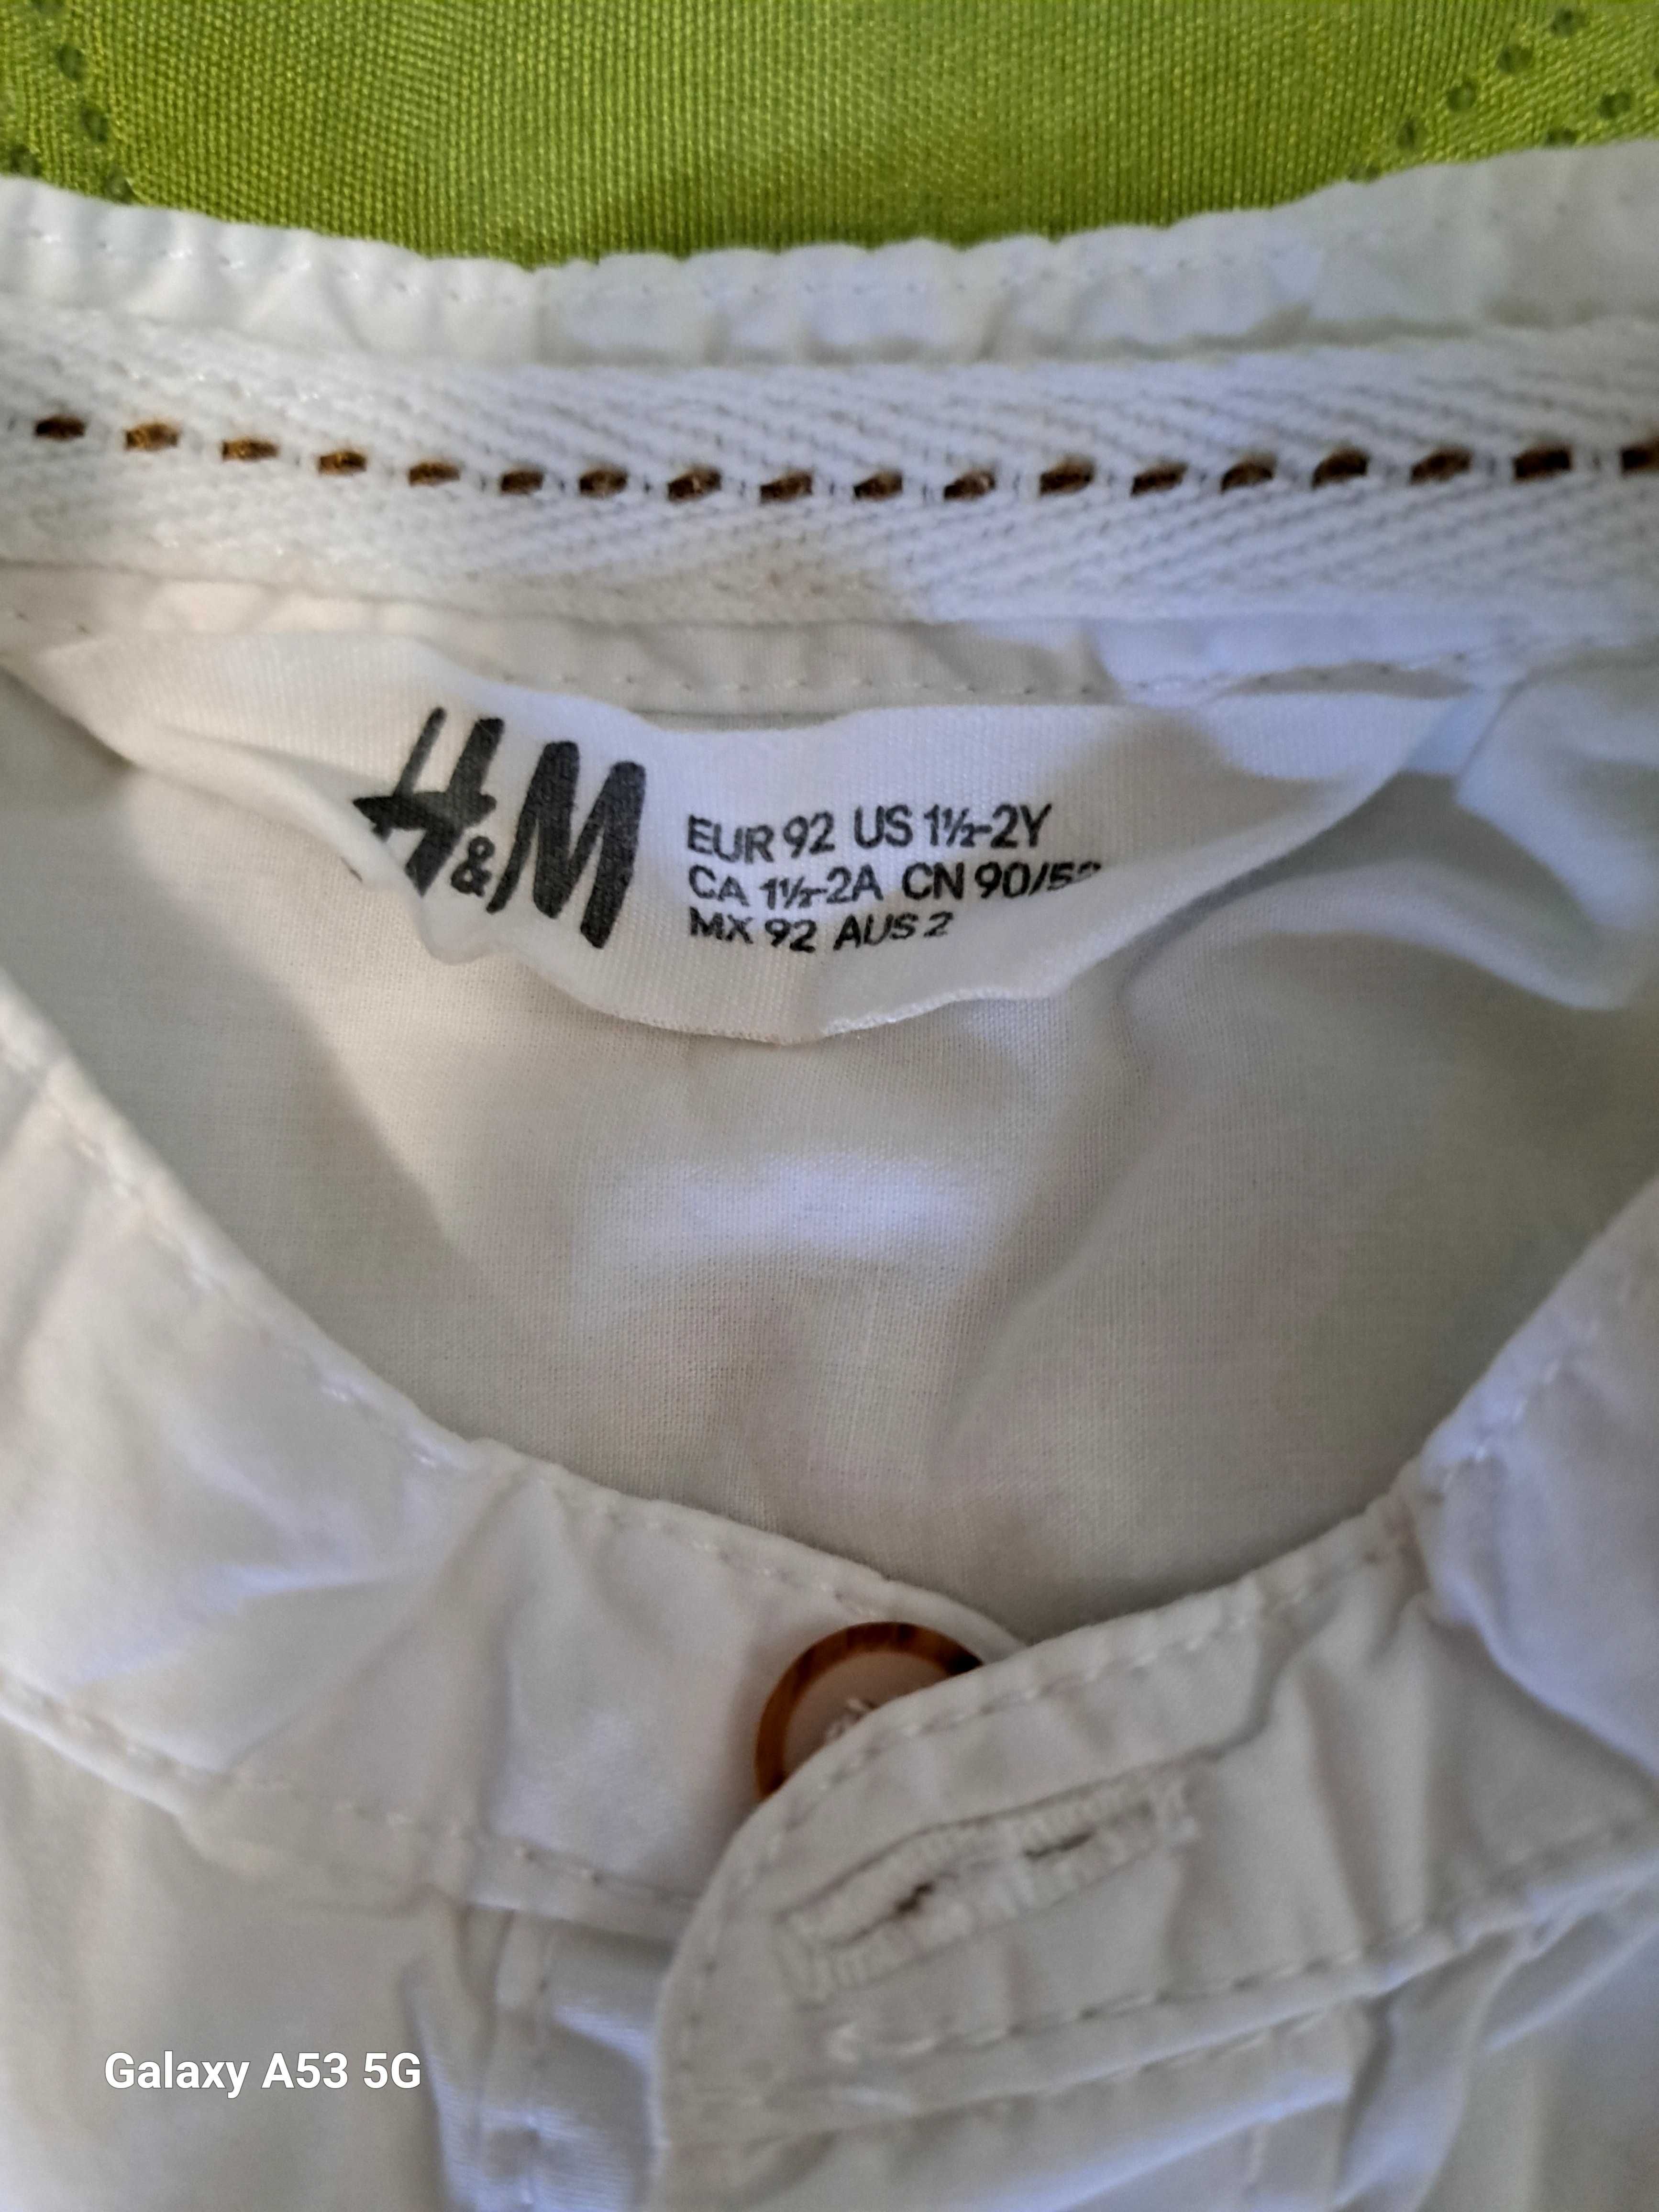 H&M
EUR 92 US 1½-2Y
CA 1½-2A CN 90/52
MX 92 AUS 2
Galaxy A53 5G